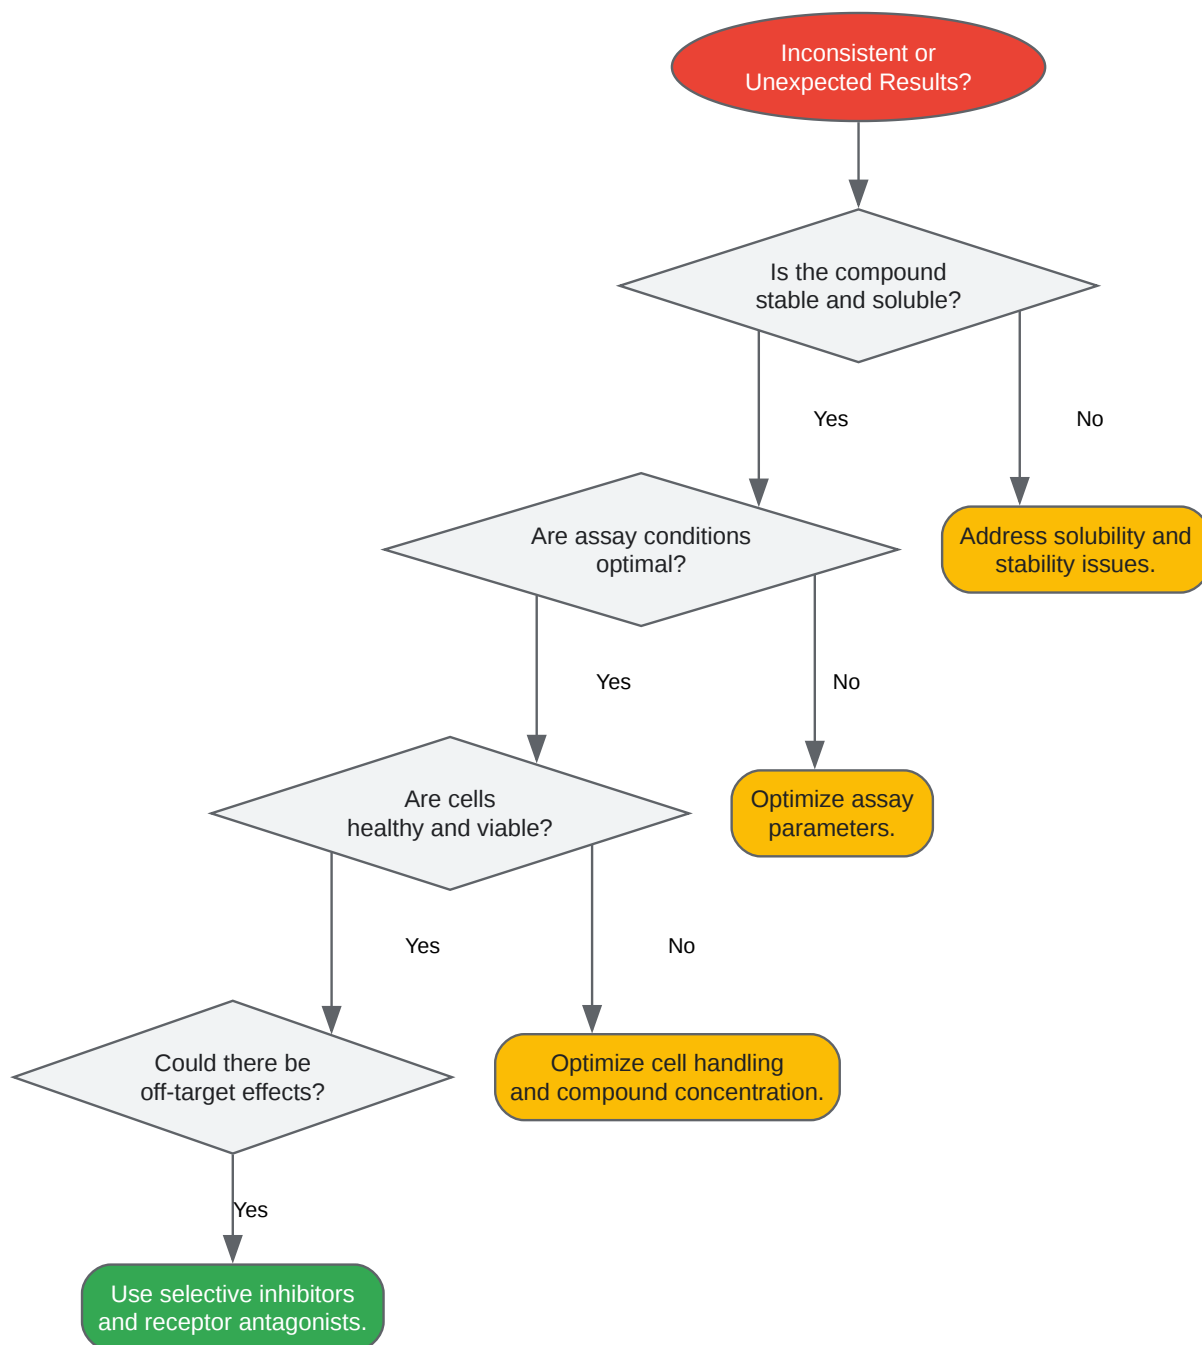 Inconsistent or
Unexpected Results?
Is the compound
stable and soluble?
Yes
No
Are assay conditions
optimal?
Address solubility and
stability issues.
Yes
No
Are cells
healthy and viable?
Optimize assay
parameters.
Yes
No
Could there be
off-target effects?
Optimize cell handling
and compound concentration.
Yes
Use selective inhibitors
and receptor antagonists.